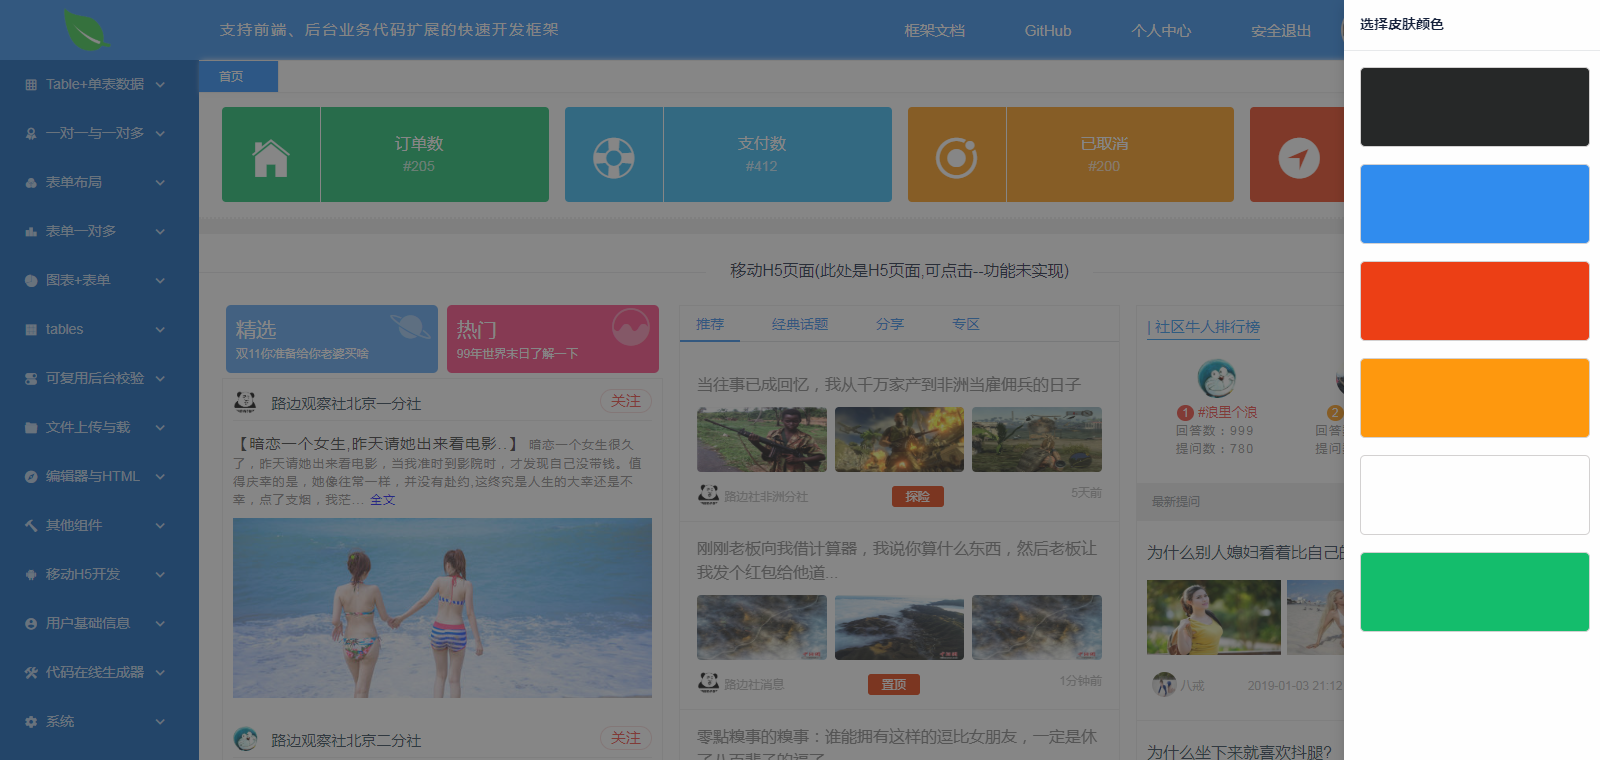 支持前端、后台业务代码扩展的快速开发框架
框架文档
GitHub
个人中心
安全退出
选择皮肤颜色
首页
Table+单表数据
一对一与一对多
表单布局
表单一对多
图表+表单
tables
可复用后台校验
文件上传与载
编辑器与HTML
其他组件
移动H5开发
用户基础信息
代码在线生成器
系统
订单数
#205
支付数
#412
已取消
#200
移动H5页面(此处是H5页面,可点击--功能未实现)
精选
双11你准备给你老婆买啥
热门
99年世界末日了解一下
路边观察社北京一分社
关注
【暗恋一个女生,昨天请她出来看电影..】 暗恋一个女生很久
了，昨天请她出来看电影，当我准时到影院时，才发现自己没带钱。值
得庆幸的是，她像往常一样，并没有赴约,这终究是人生的大幸还是不
幸，点了支烟，我茫... 全文
路边观察社北京二分社
关注
推荐
经典话题
分享
专区
当往事已成回忆，我从千万家产到非洲当雇佣兵的日子
路边社非洲分社
探险
5天前
刚刚老板向我借计算器，我说你算什么东西，然后老板让
我发个红包给他道...
路边社消息
置顶
1分钟前
零點糗事的糗事：谁能拥有这样的逗比女朋友，一定是休
| 社区牛人排行榜
1 #浪里个浪
回答数：999
提问数：780
2
回答
提问
最新提问
为什么别人媳妇看着比自己的
八戒
2019-01-03 21:12
为什么坐下来就喜欢抖腿?